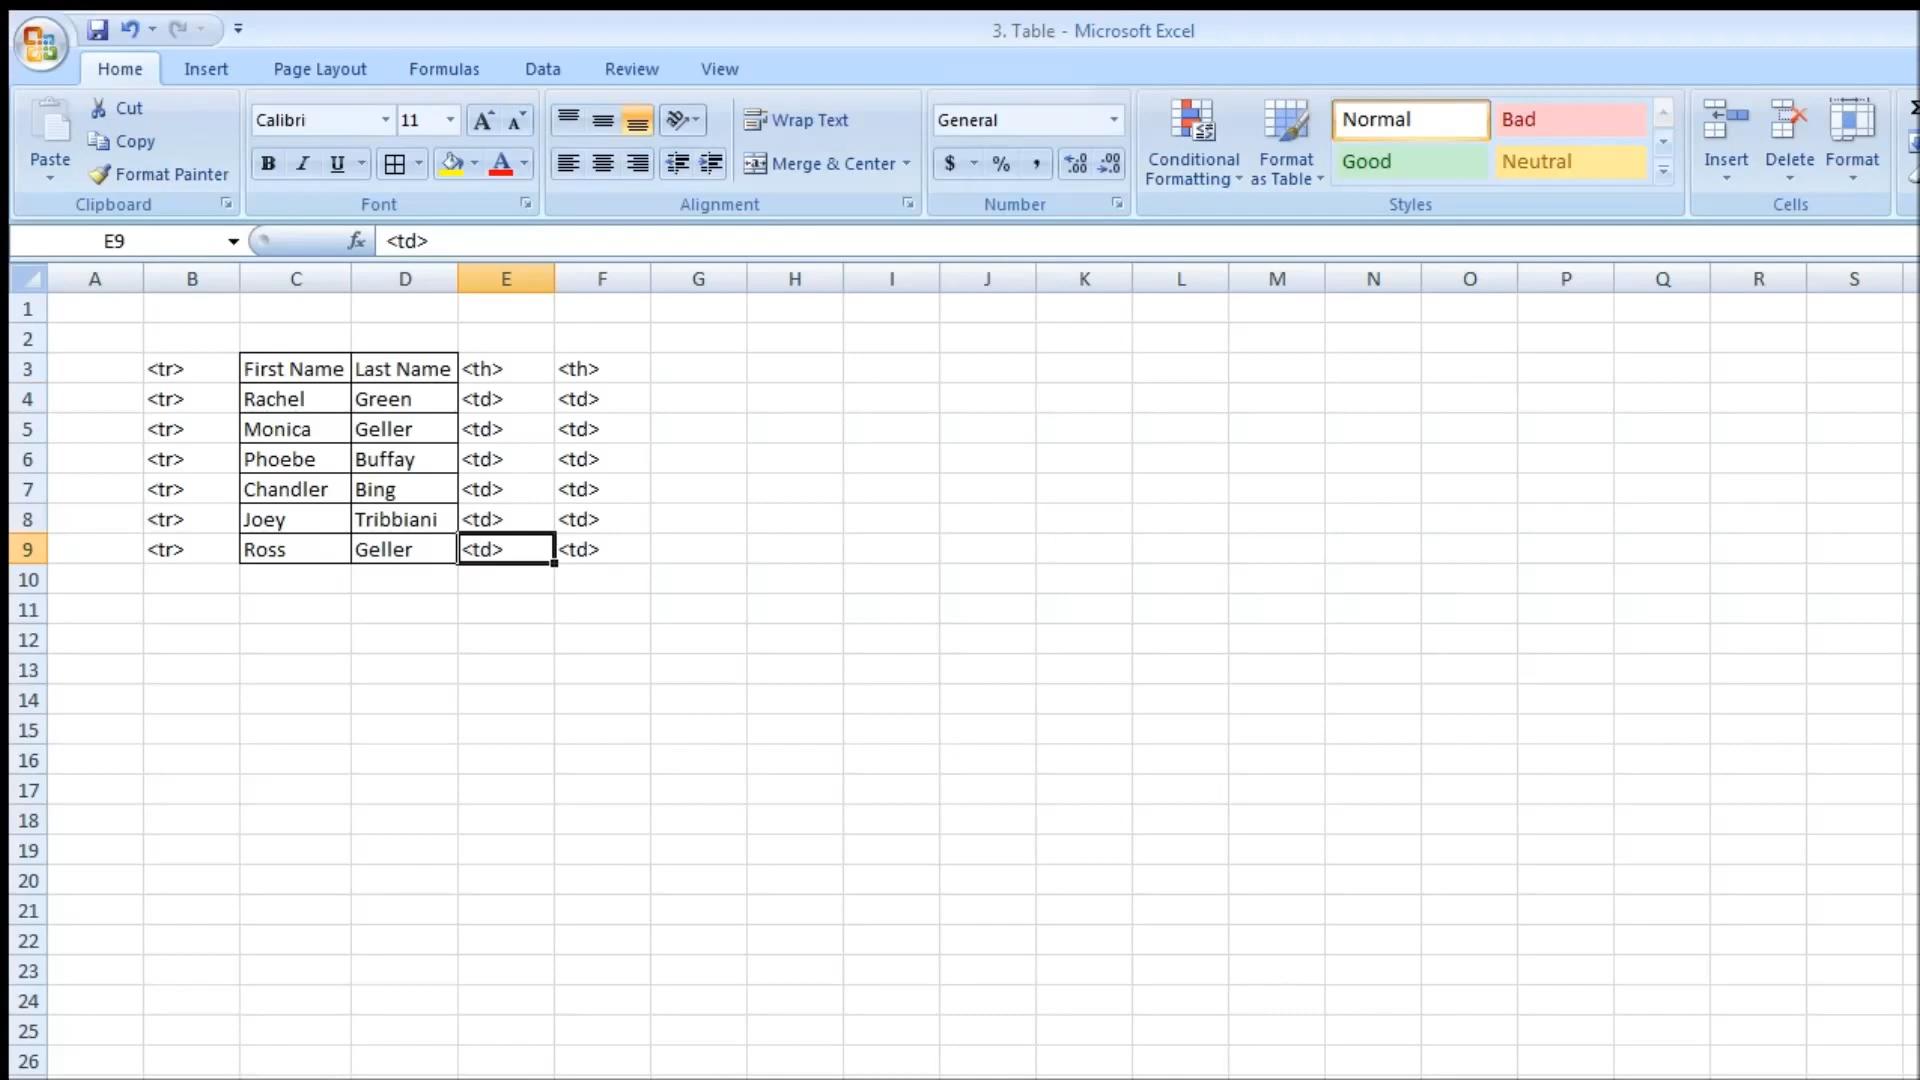 3. Table - Microsoft Excel
Home Insert Page Layout Formulas Data Review View
Paste Cut Copy Format Painter
Calibri 11
Wrap Text
General
Normal Bad
B I U
Merge & Center
$ % ,
Conditional Formatting
Format as Table
Good Neutral
Insert Delete Format
Clipboard Font Alignment Number Styles Cells
E9 fx <td>
A B C D E F G H I J K L M N O P Q R S
1
2
3 <tr> First Name Last Name <th> <th>
4 <tr> Rachel Green <td> <td>
5 <tr> Monica Geller <td> <td>
6 <tr> Phoebe Buffay <td> <td>
7 <tr> Chandler Bing <td> <td>
8 <tr> Joey Tribbiani <td> <td>
9 <tr> Ross Geller <td> <td>
10
11
12
13
14
15
16
17
18
19
20
21
22
23
24
25
26